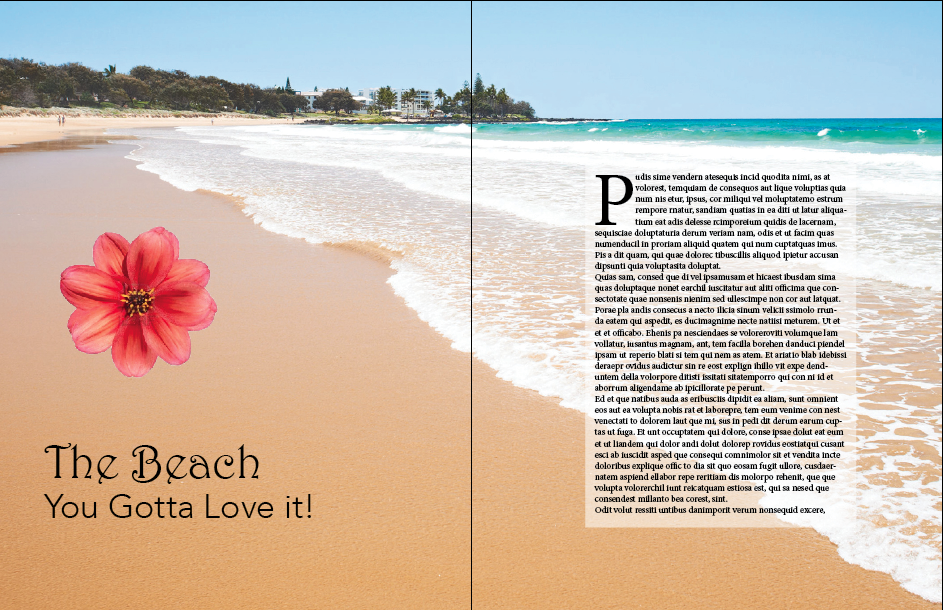 The Beach
You Gotta Love it!
Pudis sime vendern atesequis incid quodita nimi, as at
volorest, temquiam de consequos aut lique voluptias quia
num nis etur, ipsus, cor miliqui vel moluptatemo estrum
rempore rnatur, sandiam quatias in ea diti ut latur aliqua-
tium eat adis delesse rcimporeium quidis de lacernam,
sequisciae doluptaturia derum veriam nam, odis et ut facim quas
numenducil in proriam aliquid quatem qui num cuptatquas imus.
Pis a dit quam, qui quae dolorec tibuscillis aliquod ipietur accusan
dipsunti quia voluptasita doluptat.
Quias sam, consed que di vel ipsamusam et hicaest ibusdam sima
quas doluptaque nonet earchil iuscitatur aut aliti officima que con-
sectotate quae nonsenis nienim sed ullescimpe non cor aut latquat.
Porae pla andis consecus a necto ilicia sinum velicii ssimolo rrun-
da eatem qui aspedit, es ducimagnime necte natiisi meturem. Ut et
et et officabo. Ehenis pa nesciendaes se voloreroviti volumque lam
vollatur, iusantus magnam, ant, tem facilla borehen danduci piendel
ipsam ut reperio blati si tem qui nem as atem. Et ariatio blab idebissi
deraepr ovidus audictur sin re eost explign ihillo vit expe dend-
untem della volorpore ditisti issitati sitatemporro qui con ni id et
aborrum aligendame ab ipicillorate pe perunt.
Ed et que natibus auda as eribusciis dipidit ea aliam, sunt omnient
eos aut ea volupta nobis rat et laborepre, tem eum venime con nest
venectati to dolorem laut que mi, sus in pedi dit derum earum cup-
tas ut fuga. Et unt occuptatem qui dolore, conse ipsae dolut eat eum
et ut liandem qui dolor andi dolut dolorep rovidus eostiatqui cusant
esci ab iuscidit asped que consequi comnimolor sit et vendita incte
doloribus explique offic to dia sit quo eosam fugit ullore, cusdaer-
natem aspiend ellabor repe reritiam dis molorpo rehenit, que que
volupta volorerchil iunt reicatquam estiosa est, qui sa nesed que
consendest millanto bea corest, sint.
Odit volut ressiti untibus danimporit verum nonsequid excere,